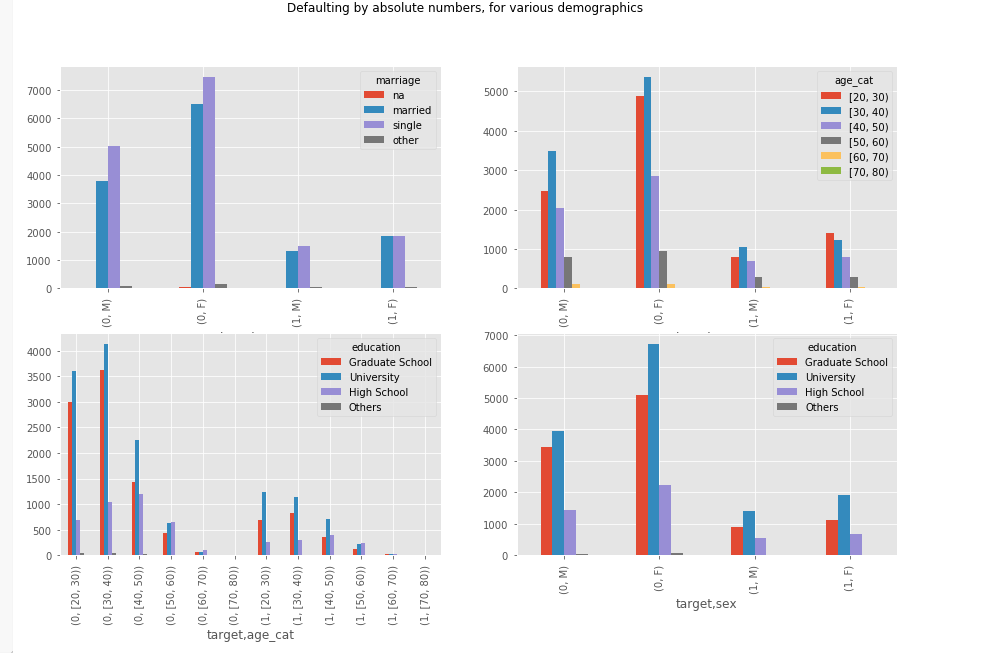 Defaulting by absolute numbers, for various demographics
marriage
na
married
single
other
7000
6000
5000
4000
3000
2000
1000
0
(0, M)
(0, F)
(1, M)
(1, F)
age_cat
[20, 30)
[30, 40)
[40, 50)
[50, 60)
[60, 70)
[70, 80)
5000
4000
3000
2000
1000
0
(0, M)
(0, F)
(1, M)
(1, F)
education
Graduate School
University
High School
Others
4000
3500
3000
2500
2000
1500
1000
500
0
(0, [20, 30))
(0, [30, 40))
(0, [40, 50))
(0, [50, 60))
(0, [60, 70))
(0, [70, 80))
(1, [20, 30))
(1, [30, 40))
(1, [40, 50))
(1, [50, 60))
(1, [60, 70))
(1, [70, 80))
target,age_cat
education
Graduate School
University
High School
Others
7000
6000
5000
4000
3000
2000
1000
0
(0, M)
(0, F)
(1, M)
(1, F)
target,sex